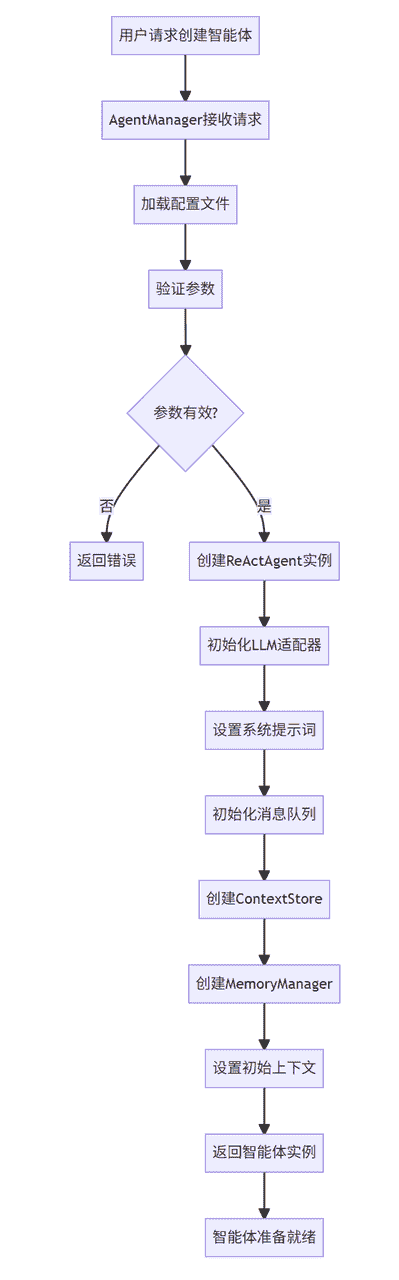 用户请求创建智能体
AgentManager接收请求
加载配置文件
验证参数
参数有效?
否
是
返回错误
创建ReActAgent实例
初始化LLM适配器
设置系统提示词
初始化消息队列
创建ContextStore
创建MemoryManager
设置初始上下文
返回智能体实例
智能体准备就绪